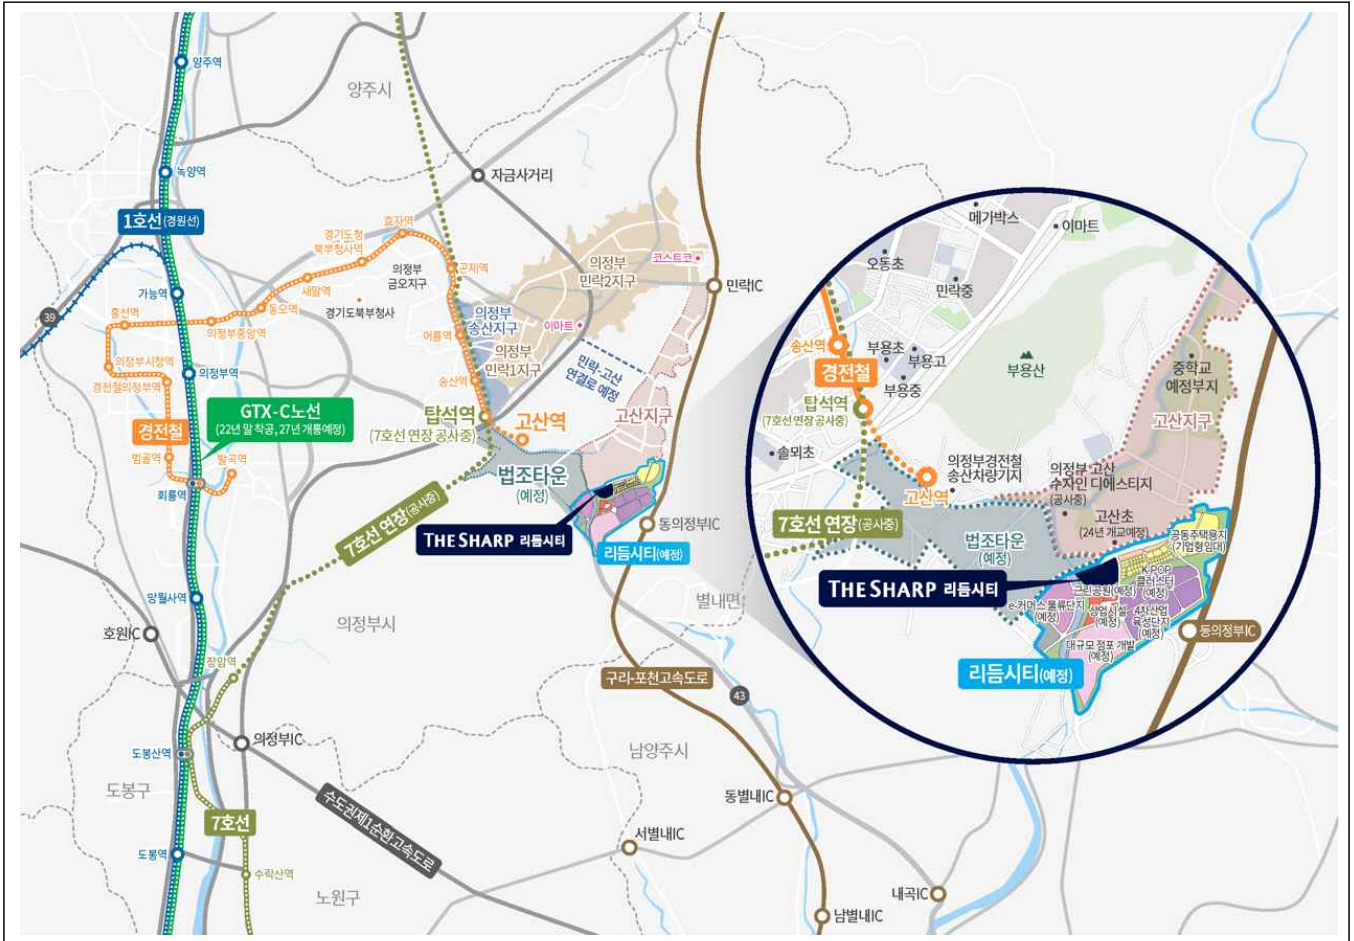 양주역
양주시
녹양역
자금사거리
1호선(경원선)
효자역
경기도청
북부청사역
곤제역
의정부
금오지구
새말역
경기도북부청사
동오역
의정부중앙역
가능역
흥선역
39
의정부시청역
경전철의정부역
의정부역
어룡역
송산역
의정부
송산지구
의정부
민락2지구
이마트
의정부
민락1지구
코스트코
민락IC
민락-고산
연결로 예정
GTX-C노선
(22년 말 착공, 27년 개통예정)
경전철
범골역
발곡역
회룡역
탑석역
(7호선 연장 공사중)
고산역
고산지구
법조타운
(예정)
7호선 연장(공사중)
THE SHARP 리듬시티
동의정부IC
리듬시티(예정)
별내면
망월사역
호원IC
의정부시
장암역
구리-포천고속도로
43
도봉산역
의정부IC
남양주시
도봉구
7호선
수도권제1순환고속도로
동별내IC
서별내IC
도봉역
수락산역
노원구
내곡IC
남별내IC
메가박스
이마트
오동초
민락중
송산역
부용초
부용고
부용산
경전철
부용중
중학교
예정부지
탑석역
(7호선 연장 공사중)
고산지구
솔뫼초
의정부경전철
송산차량기지
고산역
의정부 고산
수자인 디에스티지
(공사중)
7호선 연장(공사중)
고산초
(24년 개교예정)
법조타운
(예정)
공동주택용지
(기업형임대)
THE SHARP 리듬시티
근린공원(예정)
K-POP
클러스터
(예정)
e-커머스 물류단지
(예정)
상업시설
(예정)
4차산업
육성단지
(예정)
대규모 점포 개발
(예정)
동의정부IC
리듬시티(예정)